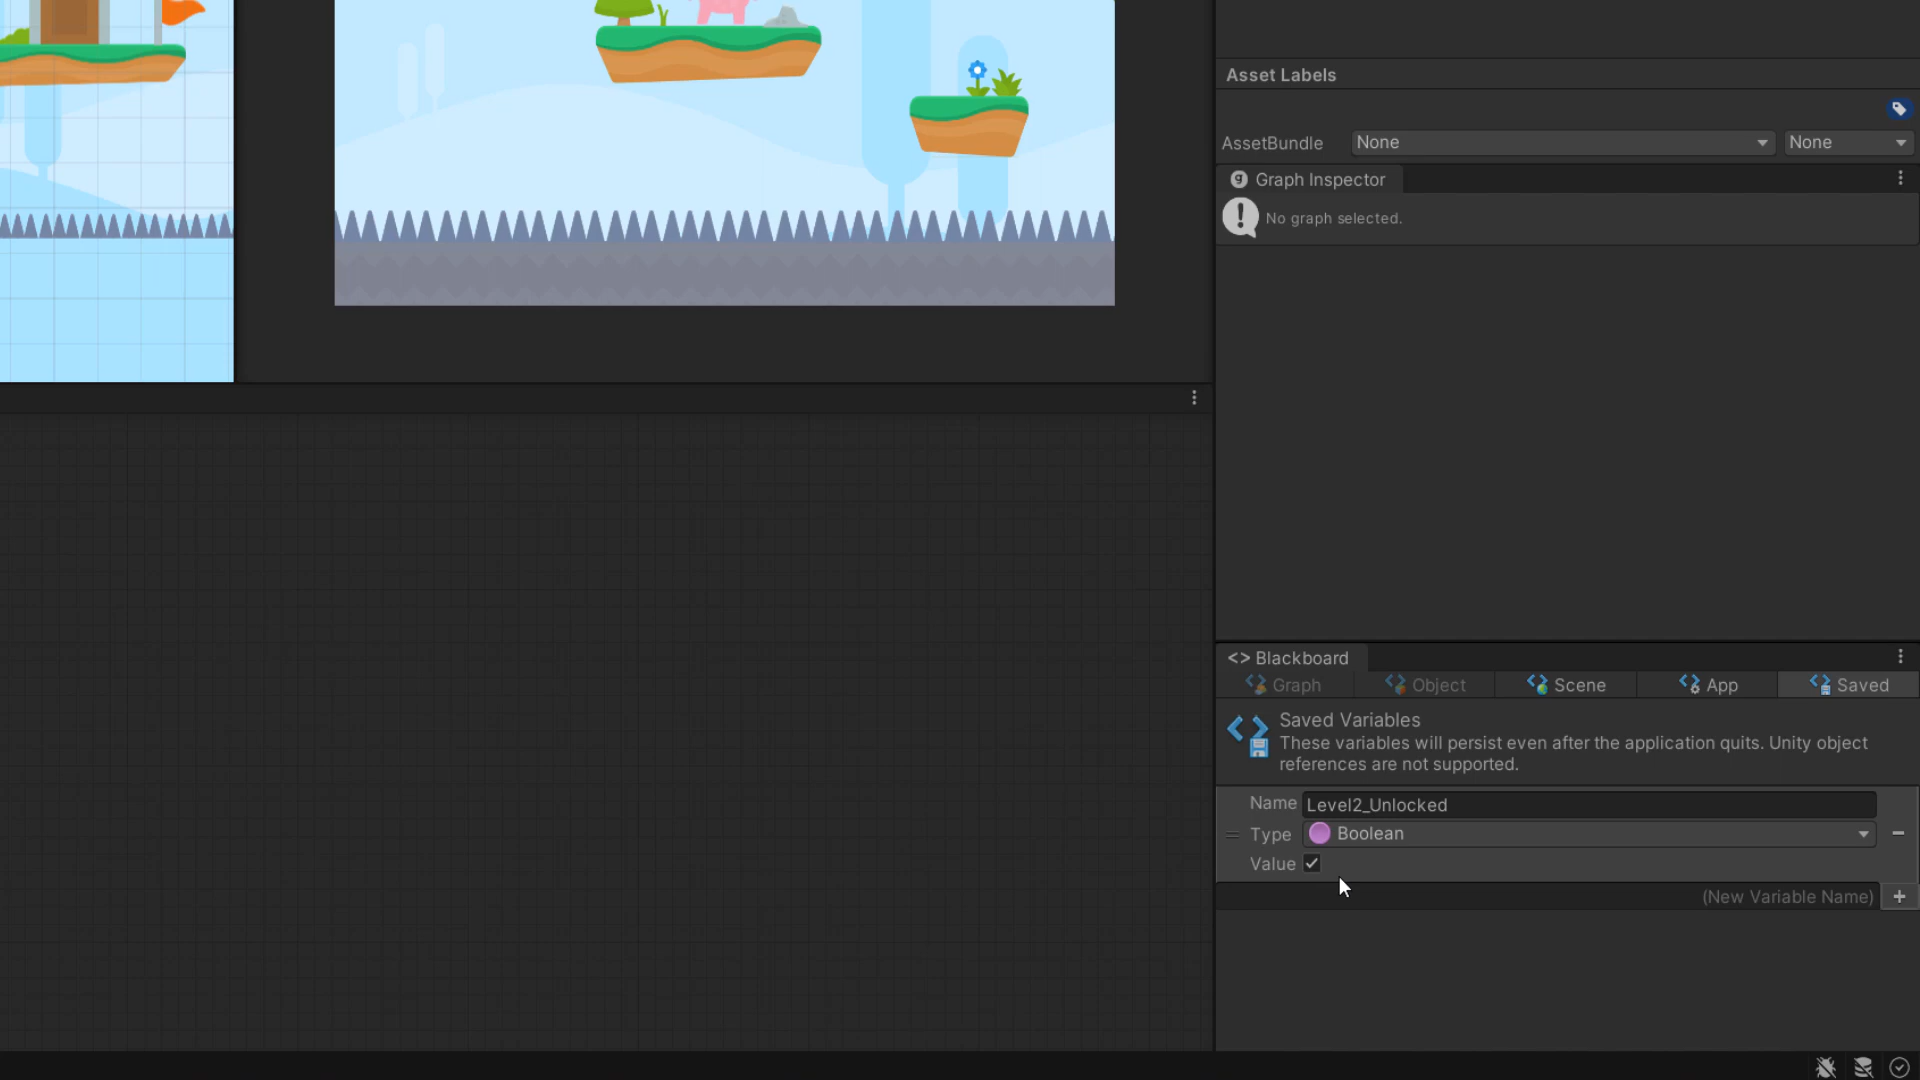 Asset Labels
AssetBundle None None
Graph Inspector
No graph selected.
<> Blackboard
Graph Object Scene App Saved
Saved Variables
These variables will persist even after the application quits. Unity object
references are not supported.
Name Level2_Unlocked
Type Boolean
Value
(New Variable Name)